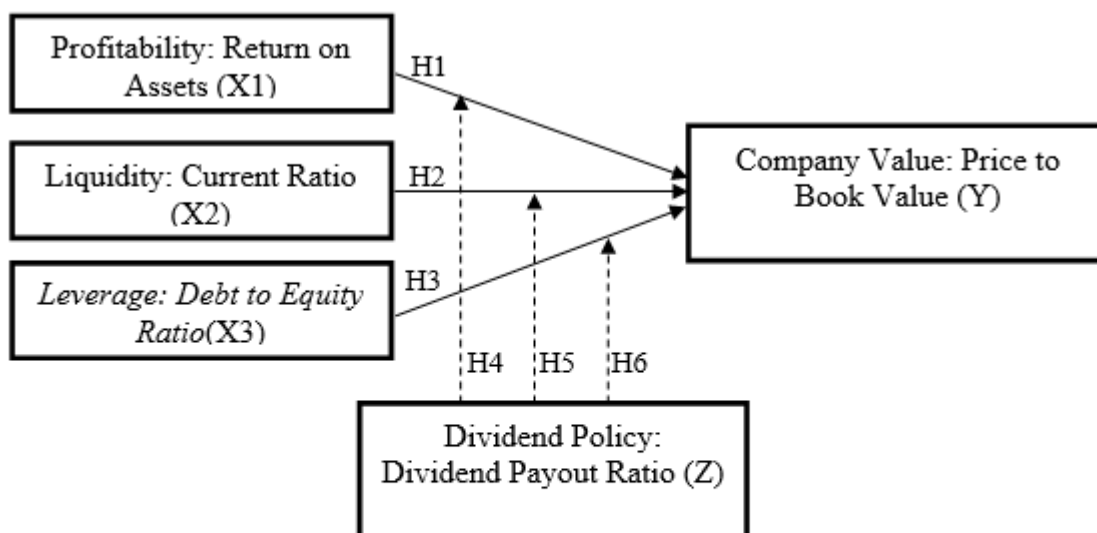 Profitability: Return on
Assets (X1)
H1
Liquidity: Current Ratio
(X2)
H2
Company Value: Price to
Book Value (Y)
Leverage: Debt to Equity
Ratio(X3)
H3
H4
H5
H6
Dividend Policy:
Dividend Payout Ratio (Z)